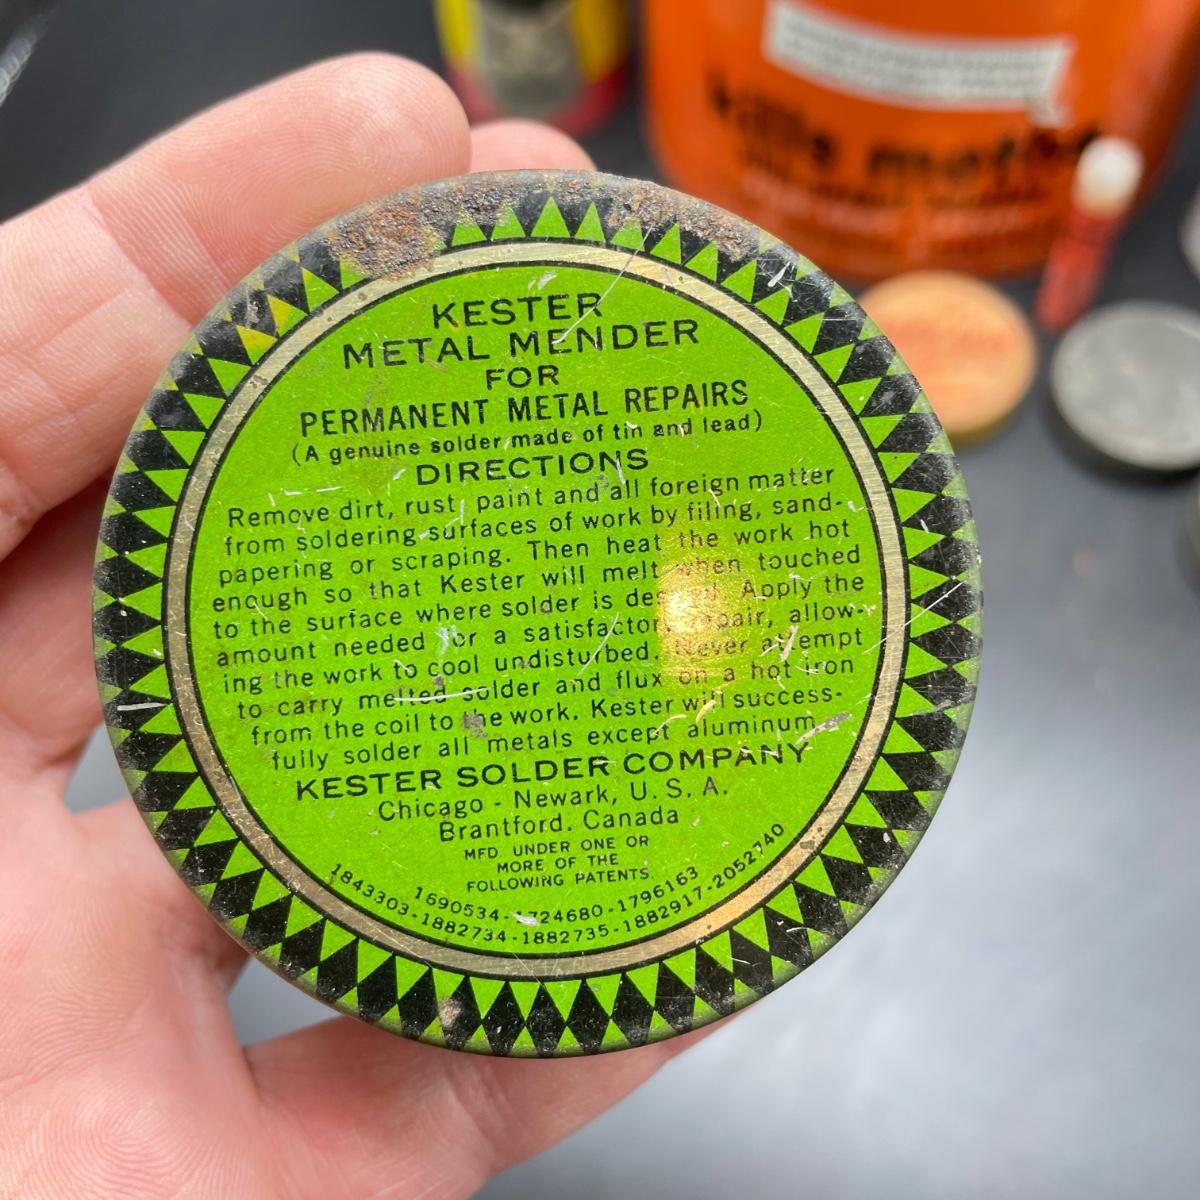 kills moths
KESTER
METAL MENDER
FOR
PERMANENT METAL REPAIRS
(A genuine solder made of tin and lead)
DIRECTIONS
Remove dirt, rust, paint and all foreign matter
from soldering surfaces of work by filing, sand-
papering or scraping. Then heat the work hot
enough so that Kester will melt when touched
to the surface where solder is desired. Apply the
amount needed for a satisfactory repair, allow-
ing the work to cool undisturbed. Never attempt
to carry melted solder and flux on a hot iron
from the coil to the work. Kester will success-
fully solder all metals except aluminum
KESTER SOLDER COMPANY
Chicago - Newark, U. S. A.
Brantford, Canada
MFD. UNDER ONE OR
MORE OF THE
FOLLOWING PATENTS.
1690534-1724680-1796163
1843303-1882734-1882735-1882917-2052740